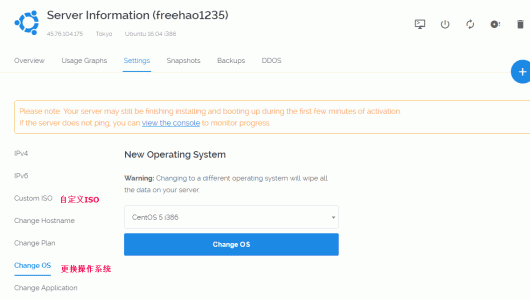 Server Information (freehao1235)
45.76.104.175 Tokyo Ubuntu 16.04 i386
Overview Usage Graphs Settings Snapshots Backups DDOS
Please note: Your server may still be finishing installing and booting up during the first few minutes of activation
If the server does not ping, you can view the console to monitor progress.
IPv4
New Operating System
IPv6
Warning: Changing to a different operating system will wipe
all the data on your server.
Custom ISO 自定义ISO
Change Hostname
CentOS 5 i386
Change Plan
Change OS
Change OS 更换操作系统
Change Application